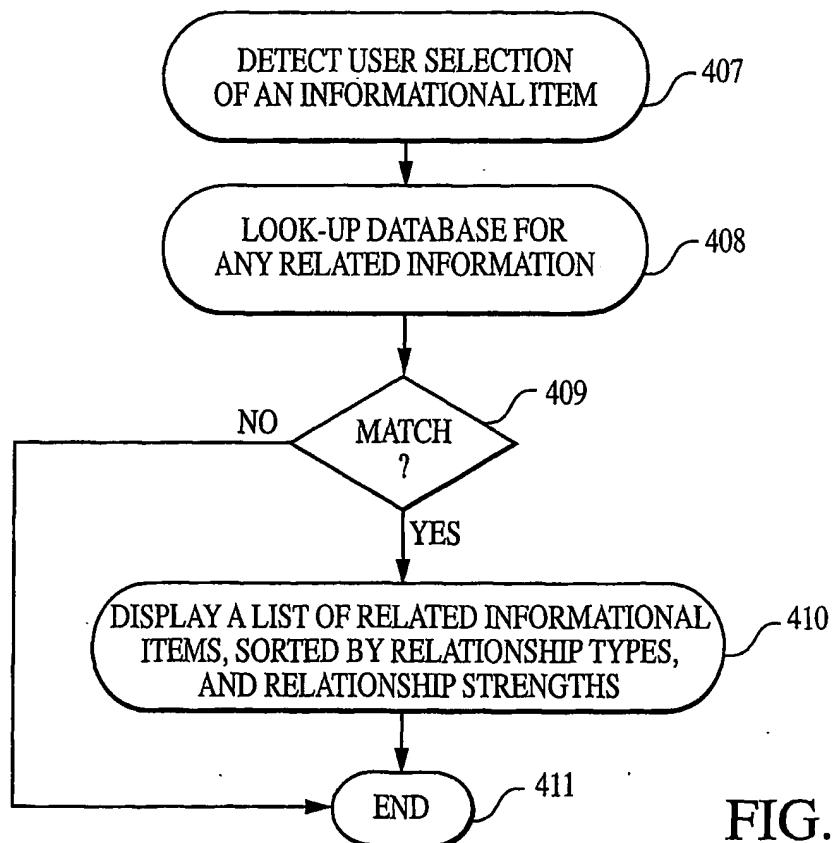 DETECT USER SELECTION
OF AN INFORMATIONAL ITEM
407
LOOK-UP DATABASE FOR
ANY RELATED INFORMATION
408
409
NO
MATCH
?
YES
DISPLAY A LIST OF RELATED INFORMATIONAL
ITEMS, SORTED BY RELATIONSHIP TYPES,
AND RELATIONSHIP STRENGTHS
410
END
411
FIG.